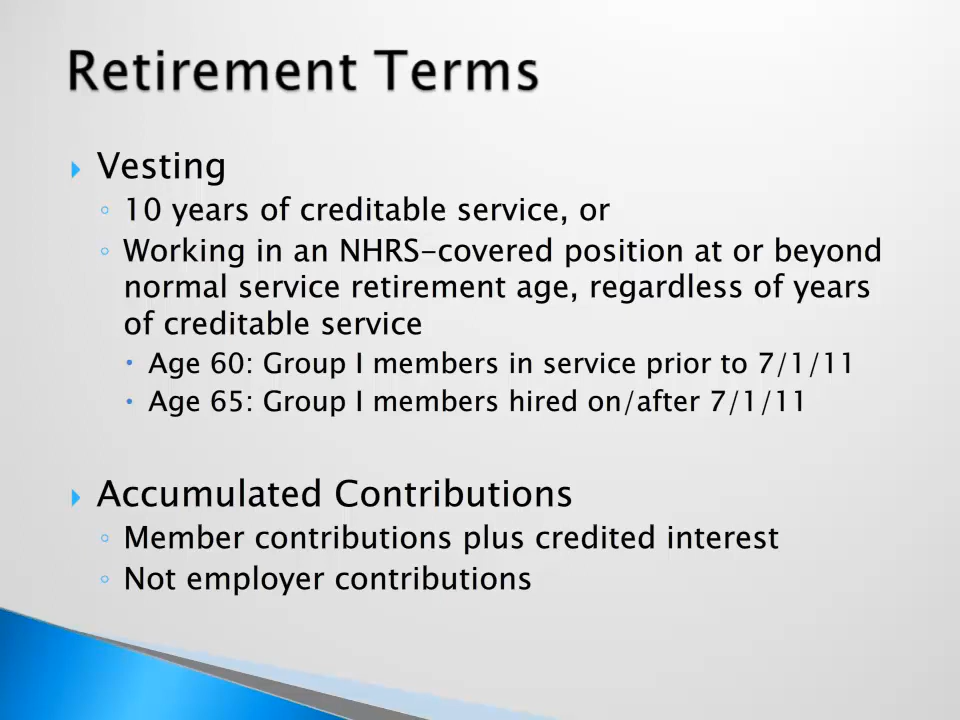 Retirement Terms
Vesting
10 years of creditable service, or
Working in an NHRS-covered position at or beyond
normal service retirement age, regardless of years
of creditable service
Age 60: Group I members in service prior to 7/1/11
Age 65: Group I members hired on/after 7/1/11
Accumulated Contributions
Member contributions plus credited interest
Not employer contributions